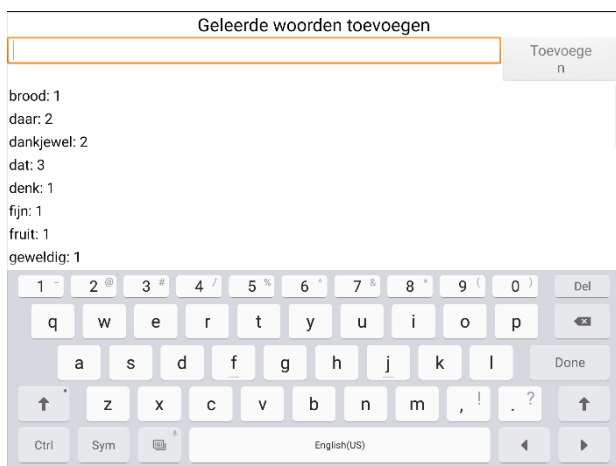 Geleerde woorden toevoegen
Toevoege
n
brood: 1
daar: 2
dankjewel: 2
dat: 3
denk: 1
fijn: 1
fruit: 1
geweldig: 1
1 ~ 2 @ 3 # 4 / 5 % 6 ^ 7 & 8 * 9 ( 0 ) Del
q w e r t y u i o p
a s d f g h j k l Done
z x c v b n m , ! . ?
Ctrl Sym English(US)